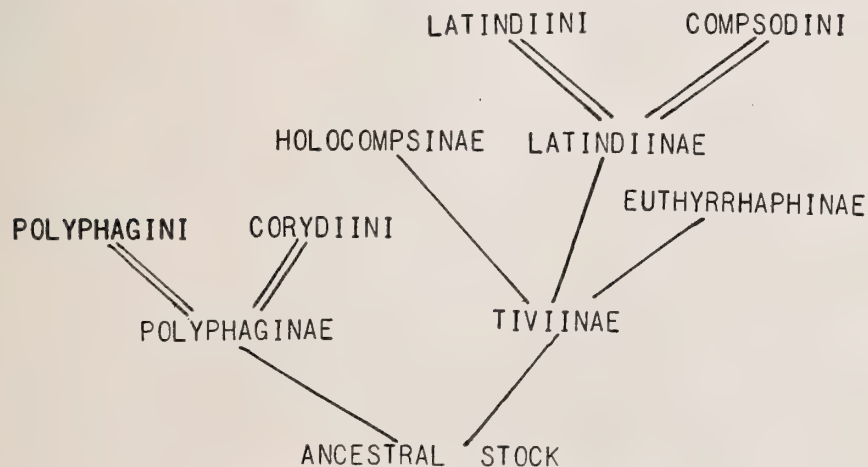 LATINDIINI COMPSODINI
HOLOCOMPSINAE LATINDIINAE
EUTHYRRHAPHINAE
POLYPHAGINI CORYDIINI
POLYPHAGINAE TIVIINAE
ANCESTRAL STOCK